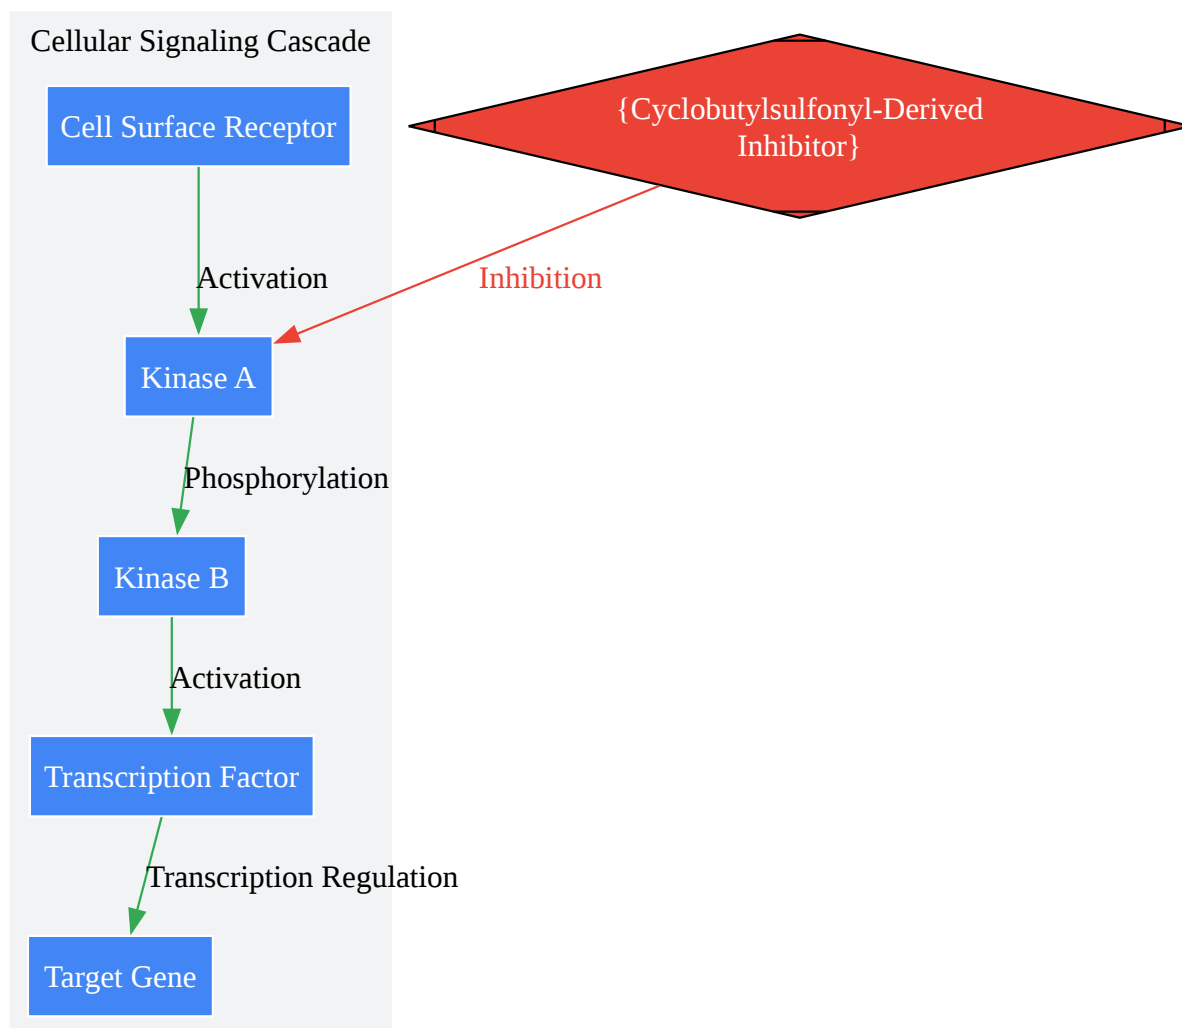 Cellular Signaling Cascade
Cell Surface Receptor
{Cyclobutylsulfonyl-Derived
Inhibitor}
Activation
Inhibition
Kinase A
Phosphorylation
Kinase B
Activation
Transcription Factor
Transcription Regulation
Target Gene